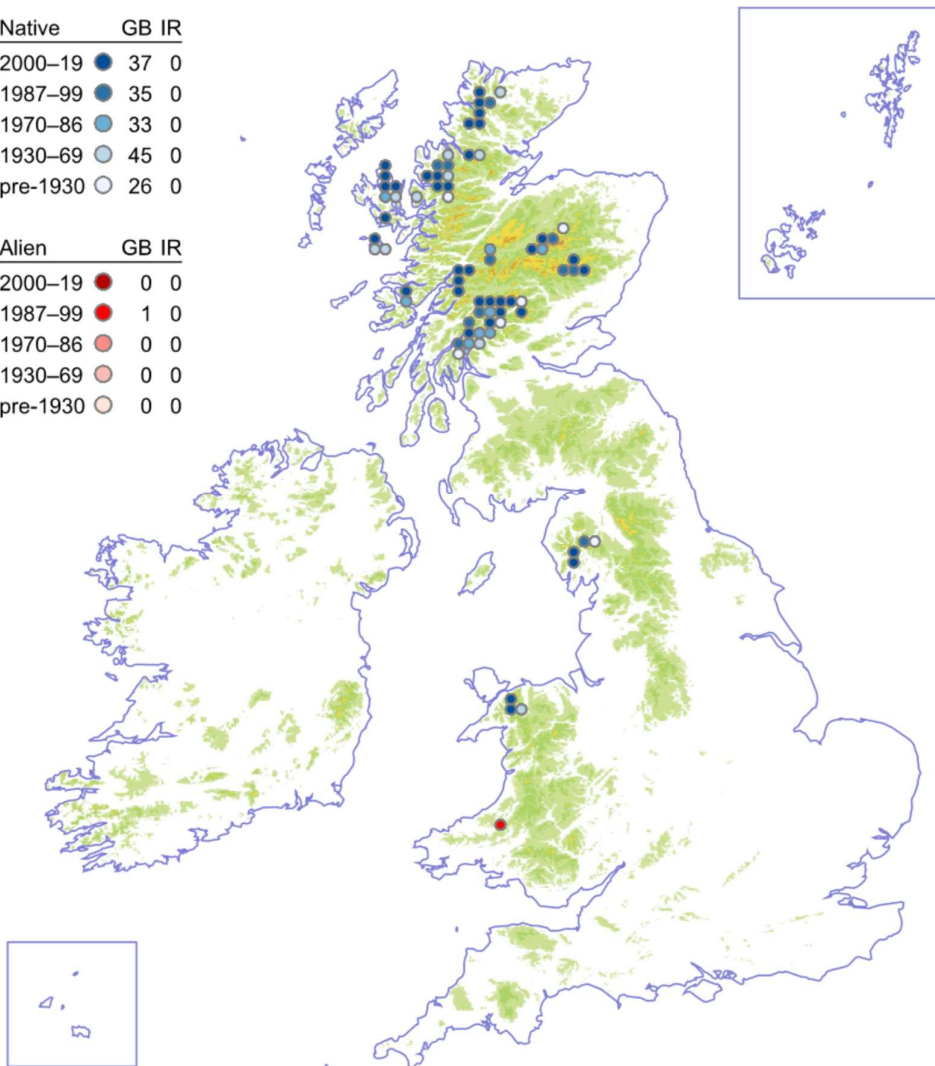 Native GB IR
2000–19 37 0
1987–99 35 0
1970–86 33 0
1930–69 45 0
pre-1930 26 0
Alien GB IR
2000–19 0 0
1987–99 1 0
1970–86 0 0
1930–69 0 0
pre-1930 0 0